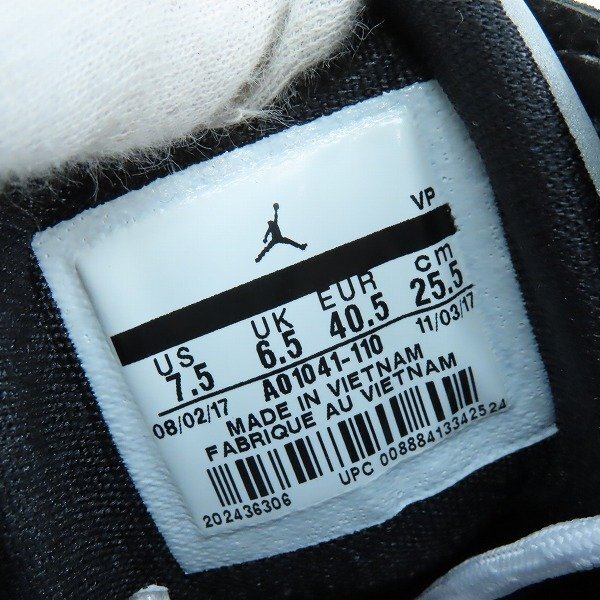 VP
US UK EUR cm
7.5 6.5 40.5 25.5
08/02/17 AO1041-110 11/03/17
MADE IN VIETNAM
FABRIQUE AU VIETNAM
202436306 UPC 00888413342524